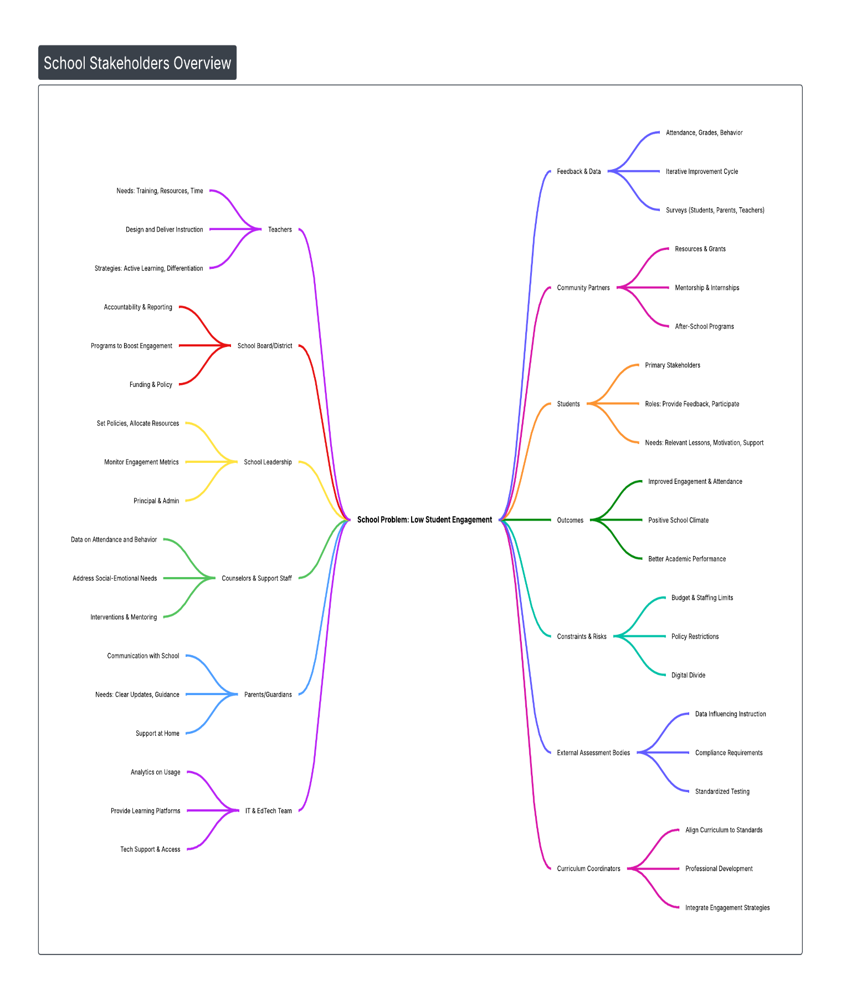 School Stakeholders Overview
Needs: Training, Resources, Time
Design and Deliver Instruction
Teachers
Strategies: Active Learning, Differentiation
Accountability & Reporting
Programs to Boost Engagement
School Board/District
Funding & Policy
Set Policies, Allocate Resources
Monitor Engagement Metrics
School Leadership
Principal & Admin
Data on Attendance and Behavior
Address Social-Emotional Needs
Counselors & Support Staff
Interventions & Mentoring
Communication with School
Needs: Clear Updates, Guidance
Parents/Guardians
Support at Home
Analytics on Usage
Provide Learning Platforms
IT & EdTech Team
Tech Support & Access
School Problem: Low Student Engagement
Attendance, Grades, Behavior
Feedback & Data
Iterative Improvement Cycle
Surveys (Students, Parents, Teachers)
Resources & Grants
Community Partners
Mentorship & Internships
After-School Programs
Primary Stakeholders
Students
Roles: Provide Feedback, Participate
Needs: Relevant Lessons, Motivation, Support
Improved Engagement & Attendance
Outcomes
Positive School Climate
Better Academic Performance
Budget & Staffing Limits
Constraints & Risks
Policy Restrictions
Digital Divide
Data Influencing Instruction
External Assessment Bodies
Compliance Requirements
Standardized Testing
Align Curriculum to Standards
Curriculum Coordinators
Professional Development
Integrate Engagement Strategies